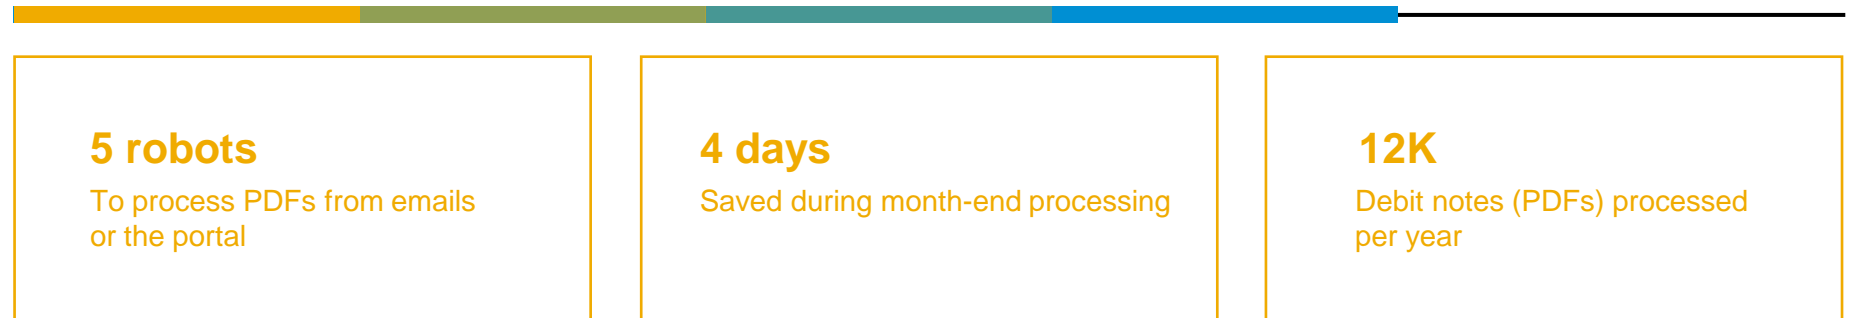 5 robots
To process PDFs from emails
or the portal
4 days
Saved during month-end processing
12K
Debit notes (PDFs) processed
per year